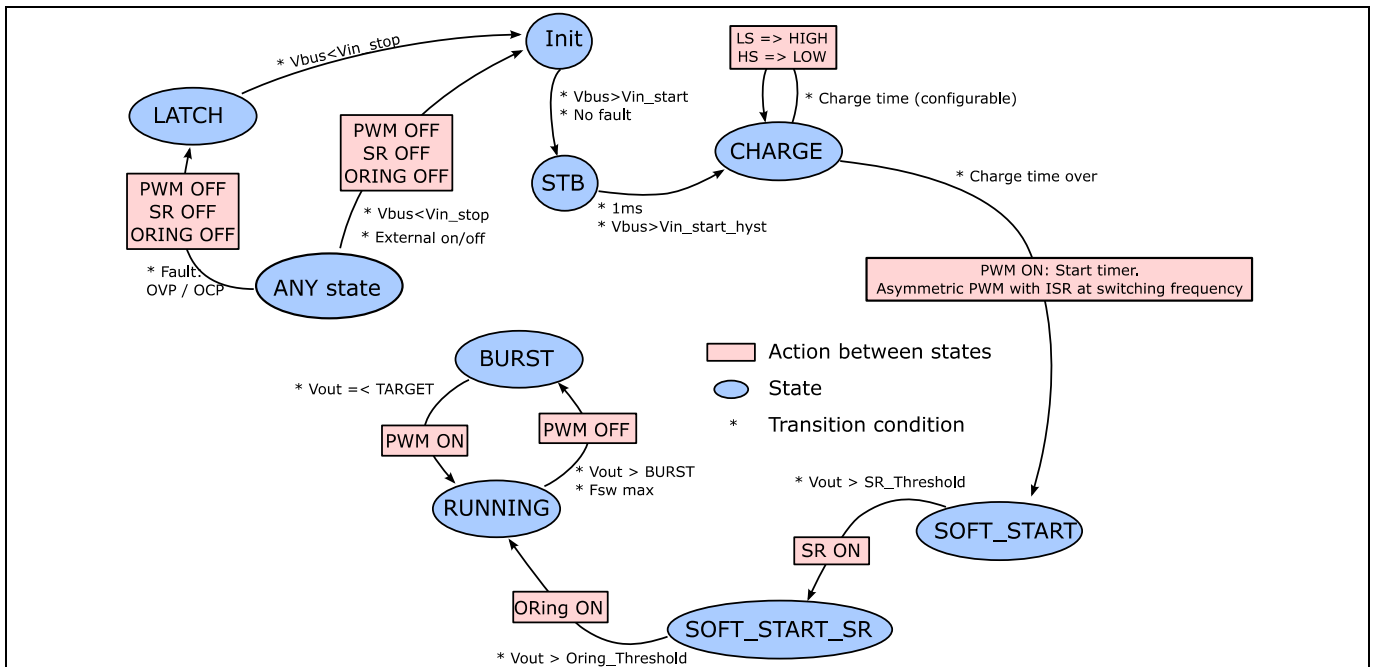 Init
* Vbus<Vin_stop
LS => HIGH
HS => LOW
* Vbus>Vin_start
* No fault
* Charge time (configurable)
LATCH
PWM OFF
SR OFF
ORING OFF
CHARGE
* Charge time over
STB
PWM OFF
SR OFF
ORING OFF
* 1ms
* Vbus>Vin_start_hyst
* Vbus<Vin_stop
* External on/off
* Fault:
OVP / OCP
ANY state
PWM ON: Start timer.
Asymmetric PWM with ISR at switching frequency
BURST
Action between states
State
* Transition condition
* Vout =< TARGET
PWM ON
PWM OFF
* Vout > BURST
* Fsw max
RUNNING
* Vout > SR_Threshold
SOFT_START
SR ON
ORing ON
SOFT_START_SR
* Vout > Oring_Threshold